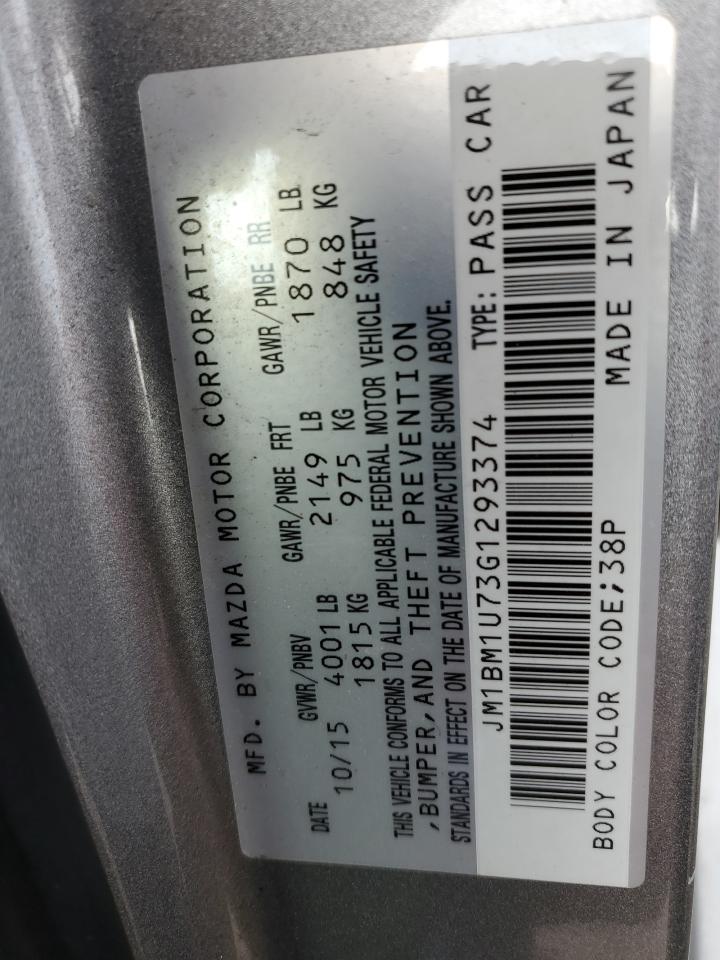 MFD. BY MAZDA MOTOR CORPORATION
DATE GVWR/PNBV GAWR/PNBE FRT GAWR/PNBE RR
10/15 4001 LB 2149 LB 1870 LB
1815 KG 975 KG 848 KG
THIS VEHICLE CONFORMS TO ALL APPLICABLE FEDERAL MOTOR VEHICLE SAFETY
,BUMPER,AND THEFT PREVENTION
STANDARDS IN EFFECT ON THE DATE OF MANUFACTURE SHOWN ABOVE.
JM1BM1U73G1293374 TYPE: PASS CAR
BODY COLOR CODE;38P MADE IN JAPAN